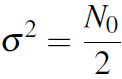 σ² = N₀/2